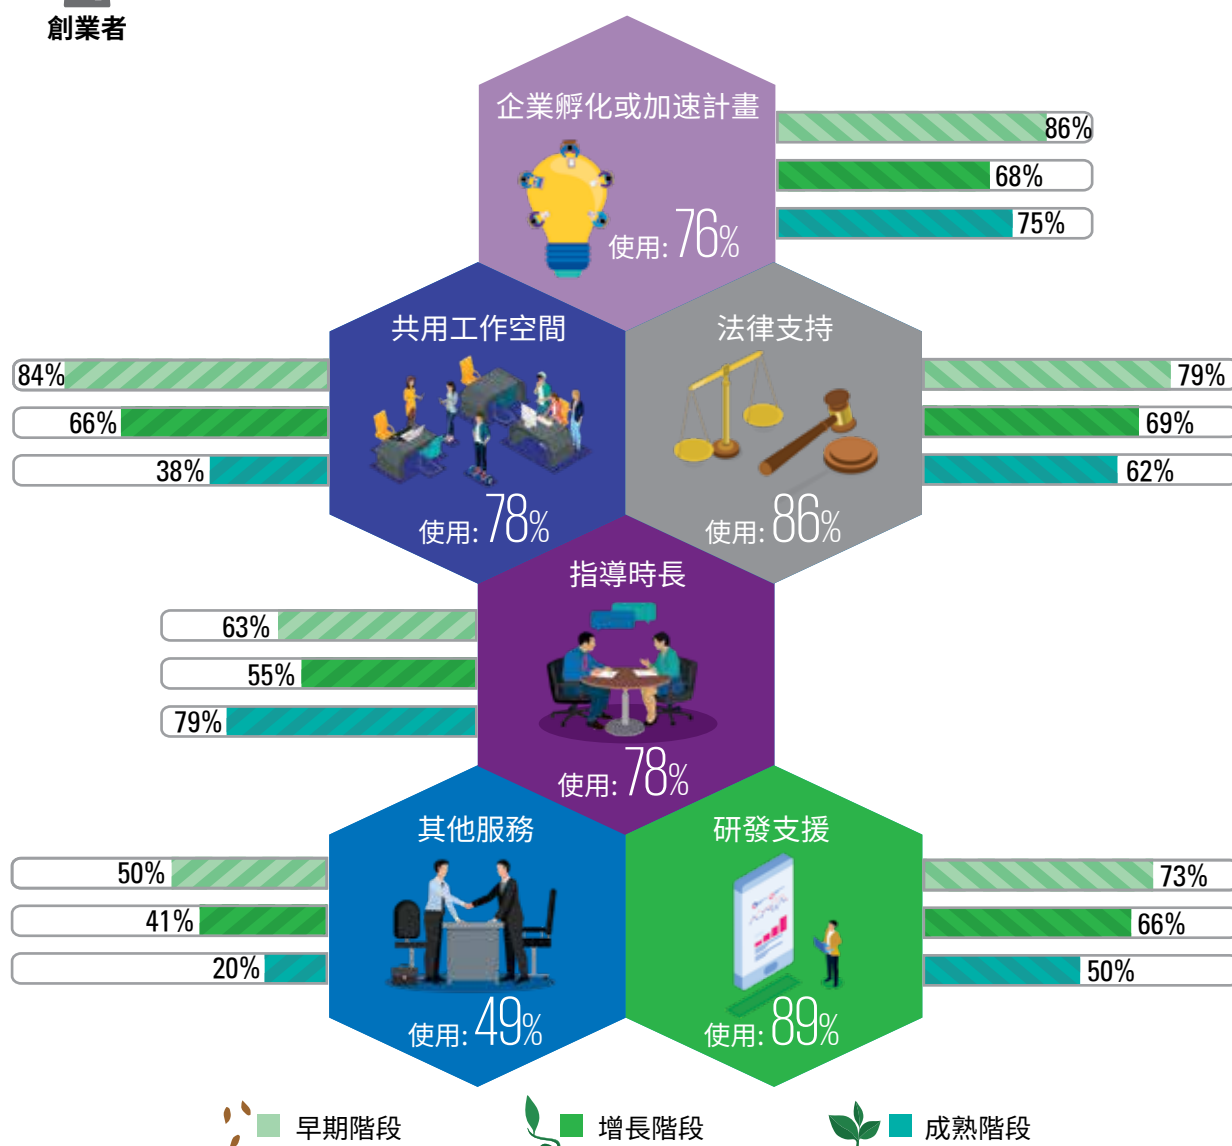 創業者
企業孵化或加速計畫
使用: 76%
86%
68%
75%
共用工作空間
使用: 78%
84%
66%
38%
法律支持
使用: 86%
79%
69%
62%
指導時長
使用: 78%
63%
55%
79%
其他服務
使用: 49%
50%
41%
20%
研發支援
使用: 89%
73%
66%
50%
早期階段
增長階段
成熟階段